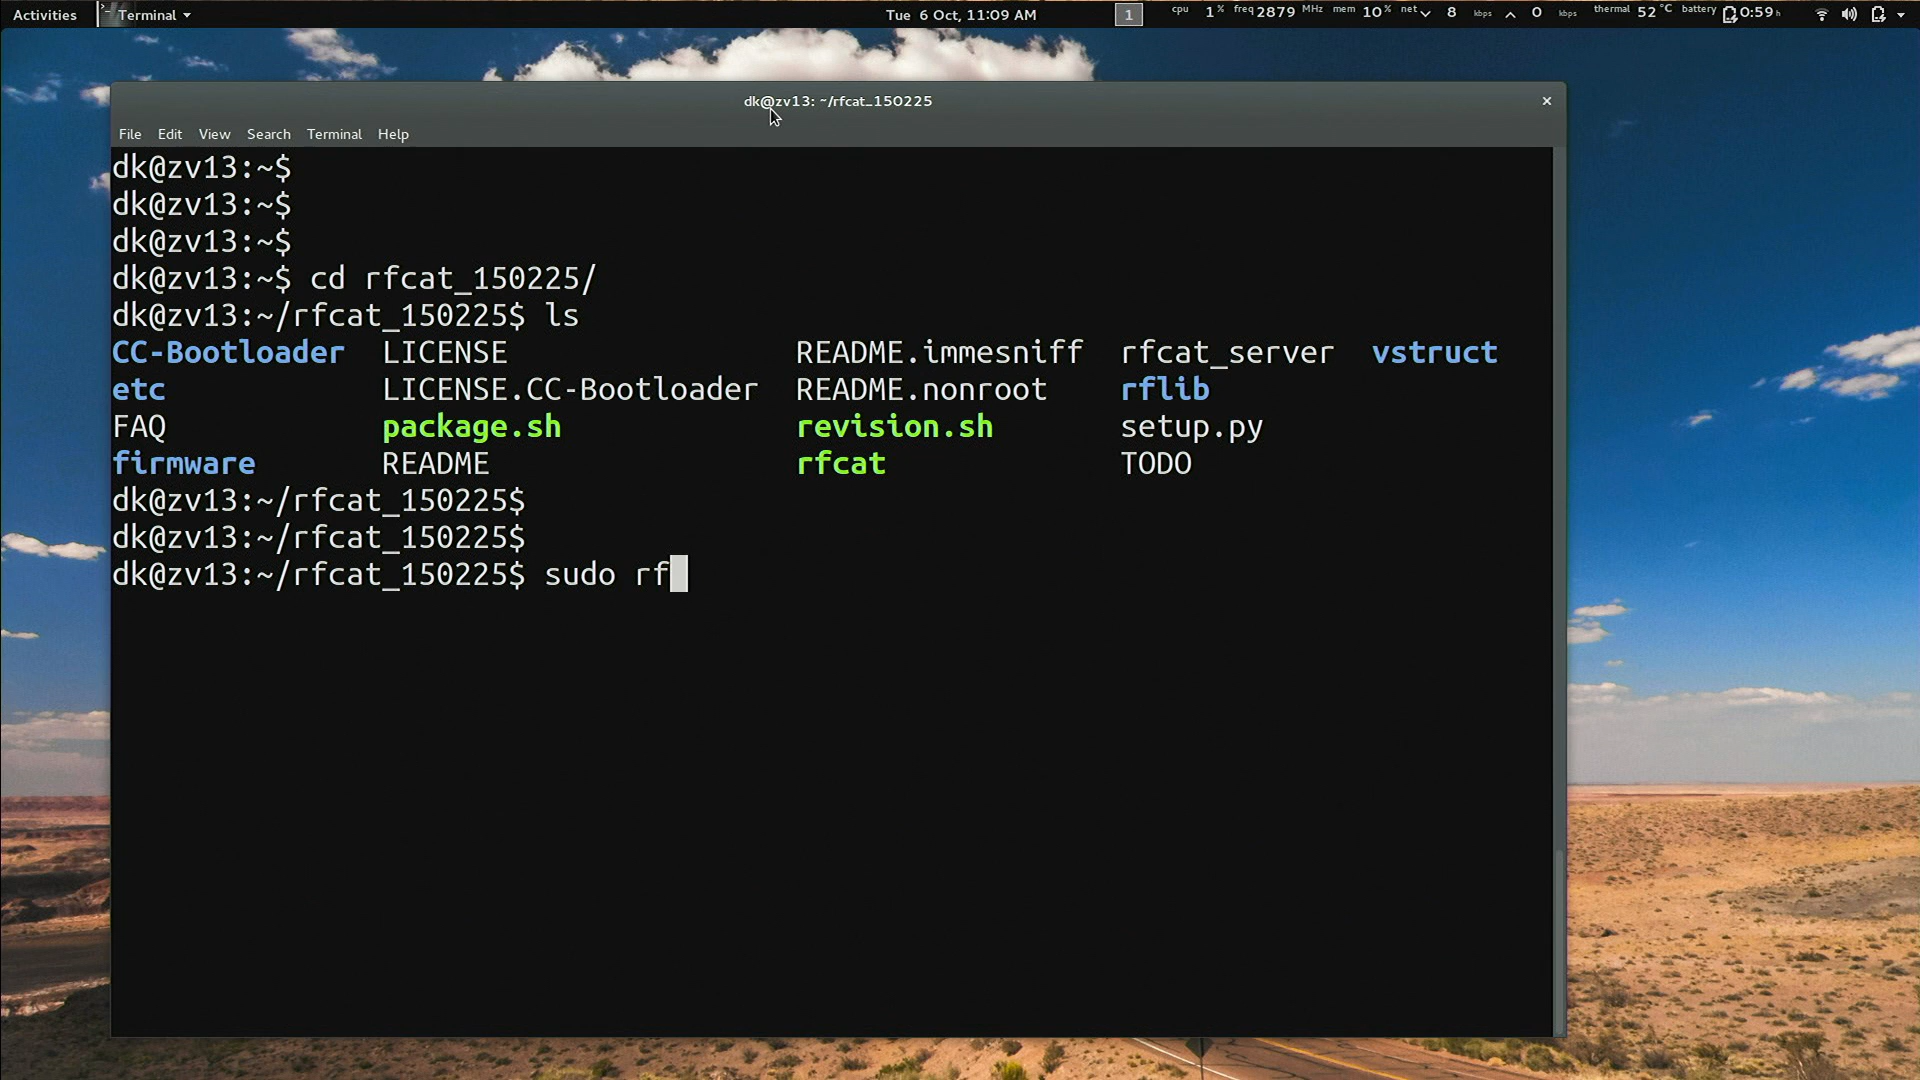 Activities Terminal Tue 6 Oct, 11:09 AM 1 cpu 1 % freq 2879 MHz mem 10 % net 8 kbps 0 kbps thermal 52 °C battery 0:59 h
dk@zv13: ~/rfcat_150225 ×
File Edit View Search Terminal Help
dk@zv13:~$
dk@zv13:~$
dk@zv13:~$
dk@zv13:~$ cd rfcat_150225/
dk@zv13:~/rfcat_150225$ ls
CC-Bootloader LICENSE README.immesniff rfcat_server vstruct
etc LICENSE.CC-Bootloader README.nonroot rflib
FAQ package.sh revision.sh setup.py
firmware README rfcat TODO
dk@zv13:~/rfcat_150225$
dk@zv13:~/rfcat_150225$
dk@zv13:~/rfcat_150225$ sudo rf